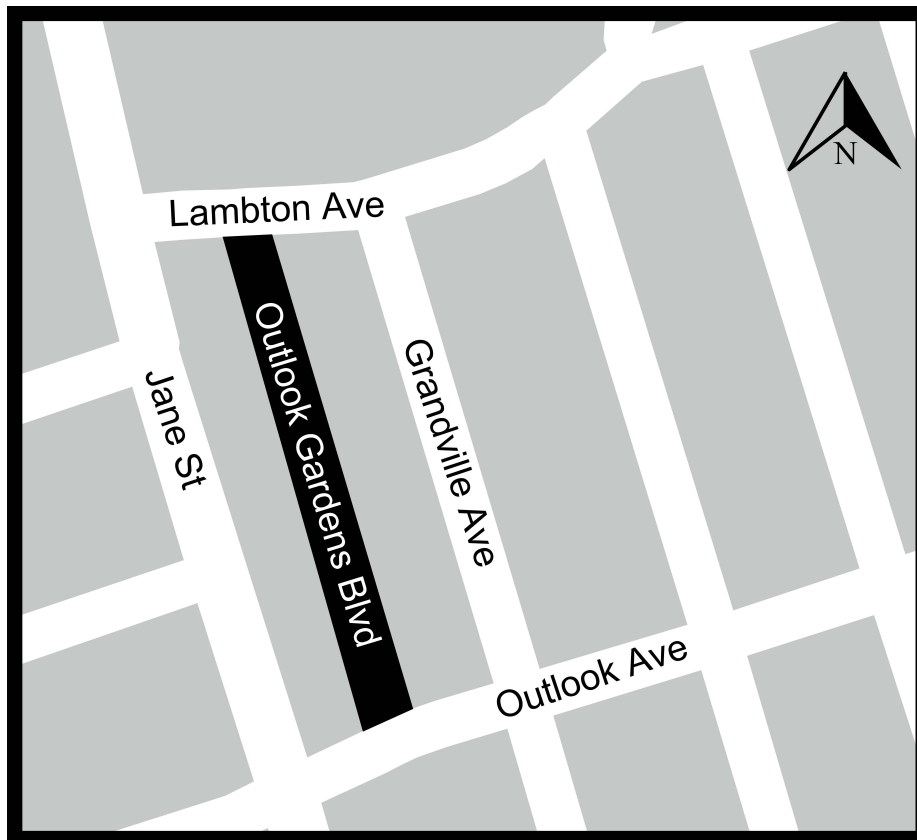 N
Lambton Ave
Outlook Gardens Blvd
Grandville Ave
Jane St
Outlook Ave